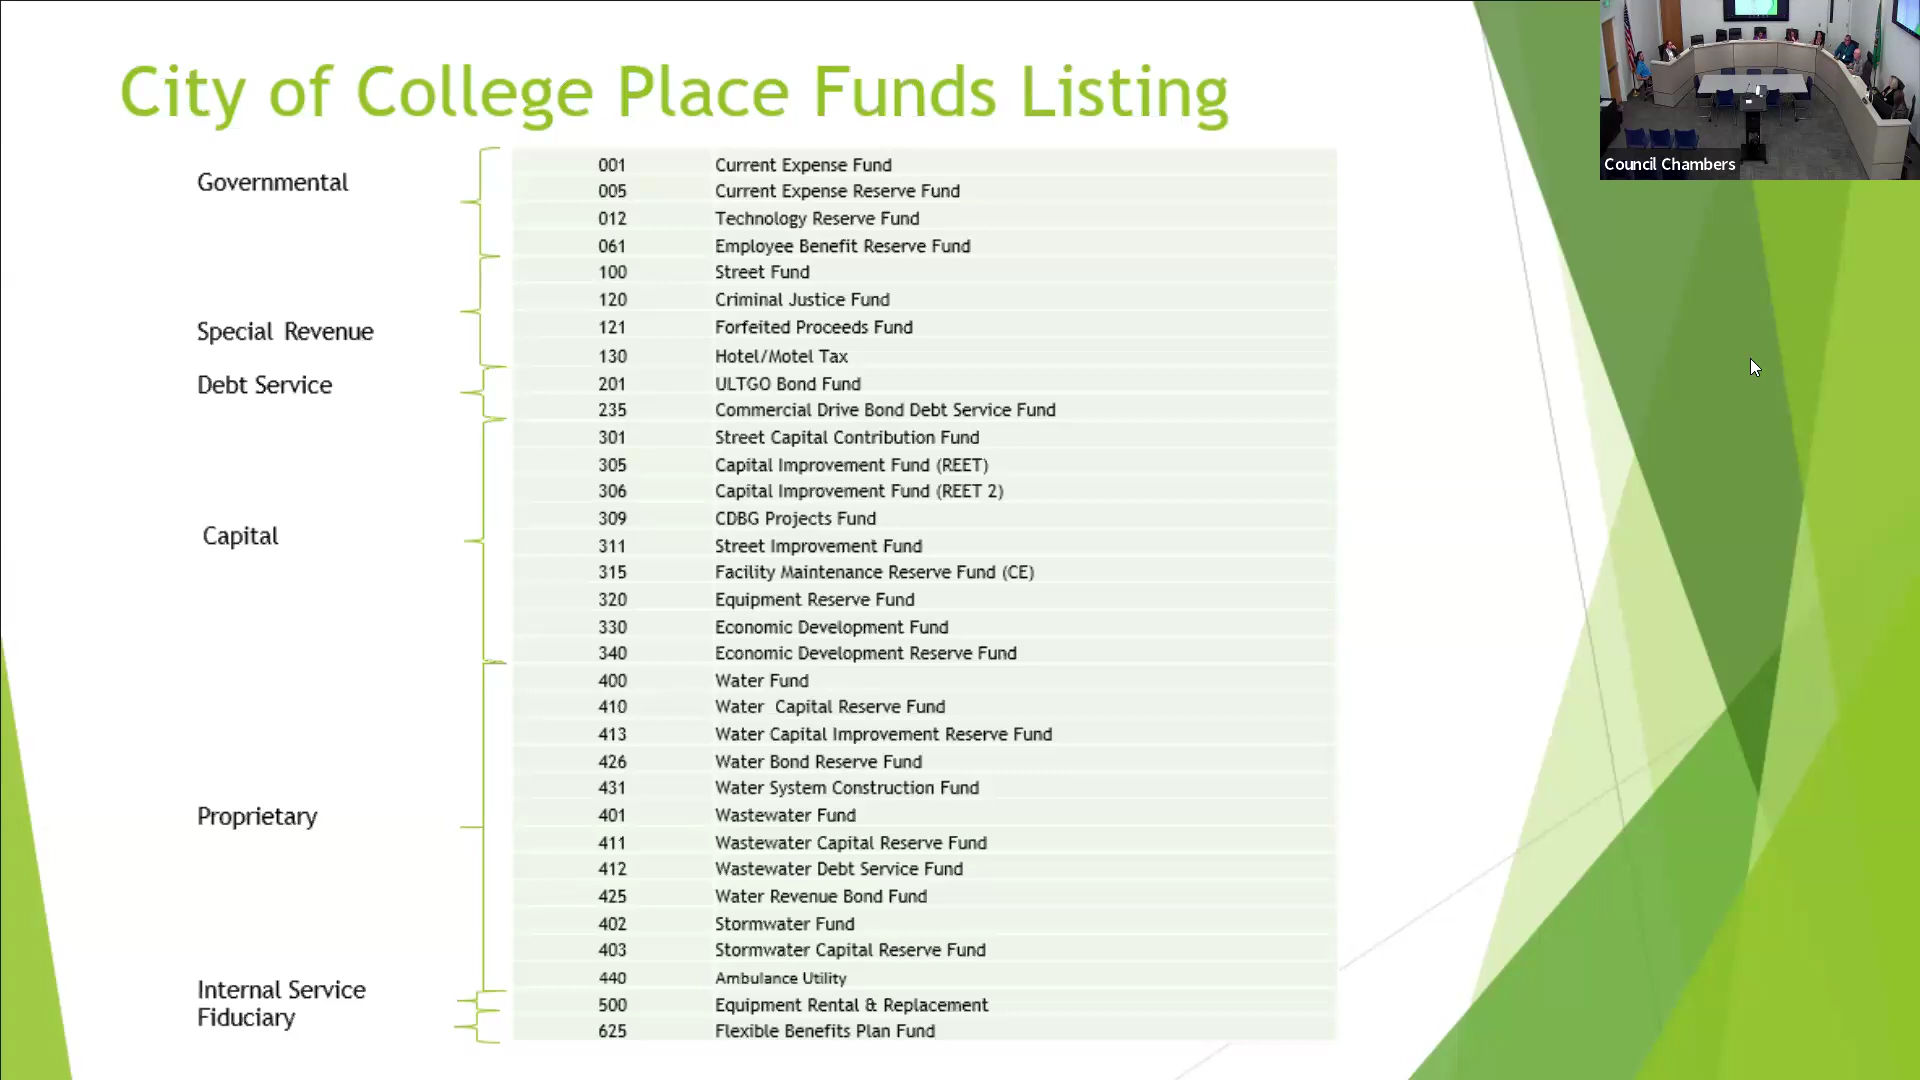 City of College Place Funds Listing
Council Chambers
Governmental
001 Current Expense Fund
005 Current Expense Reserve Fund
012 Technology Reserve Fund
061 Employee Benefit Reserve Fund
Special Revenue
100 Street Fund
120 Criminal Justice Fund
121 Forfeited Proceeds Fund
130 Hotel/Motel Tax
Debt Service
201 ULTGO Bond Fund
235 Commercial Drive Bond Debt Service Fund
Capital
301 Street Capital Contribution Fund
305 Capital Improvement Fund (REET)
306 Capital Improvement Fund (REET 2)
309 CDBG Projects Fund
311 Street Improvement Fund
315 Facility Maintenance Reserve Fund (CE)
320 Equipment Reserve Fund
330 Economic Development Fund
340 Economic Development Reserve Fund
Proprietary
400 Water Fund
410 Water Capital Reserve Fund
413 Water Capital Improvement Reserve Fund
426 Water Bond Reserve Fund
431 Water System Construction Fund
401 Wastewater Fund
411 Wastewater Capital Reserve Fund
412 Wastewater Debt Service Fund
425 Water Revenue Bond Fund
402 Stormwater Fund
403 Stormwater Capital Reserve Fund
440 Ambulance Utility
Internal Service
500 Equipment Rental & Replacement
Fiduciary
625 Flexible Benefits Plan Fund